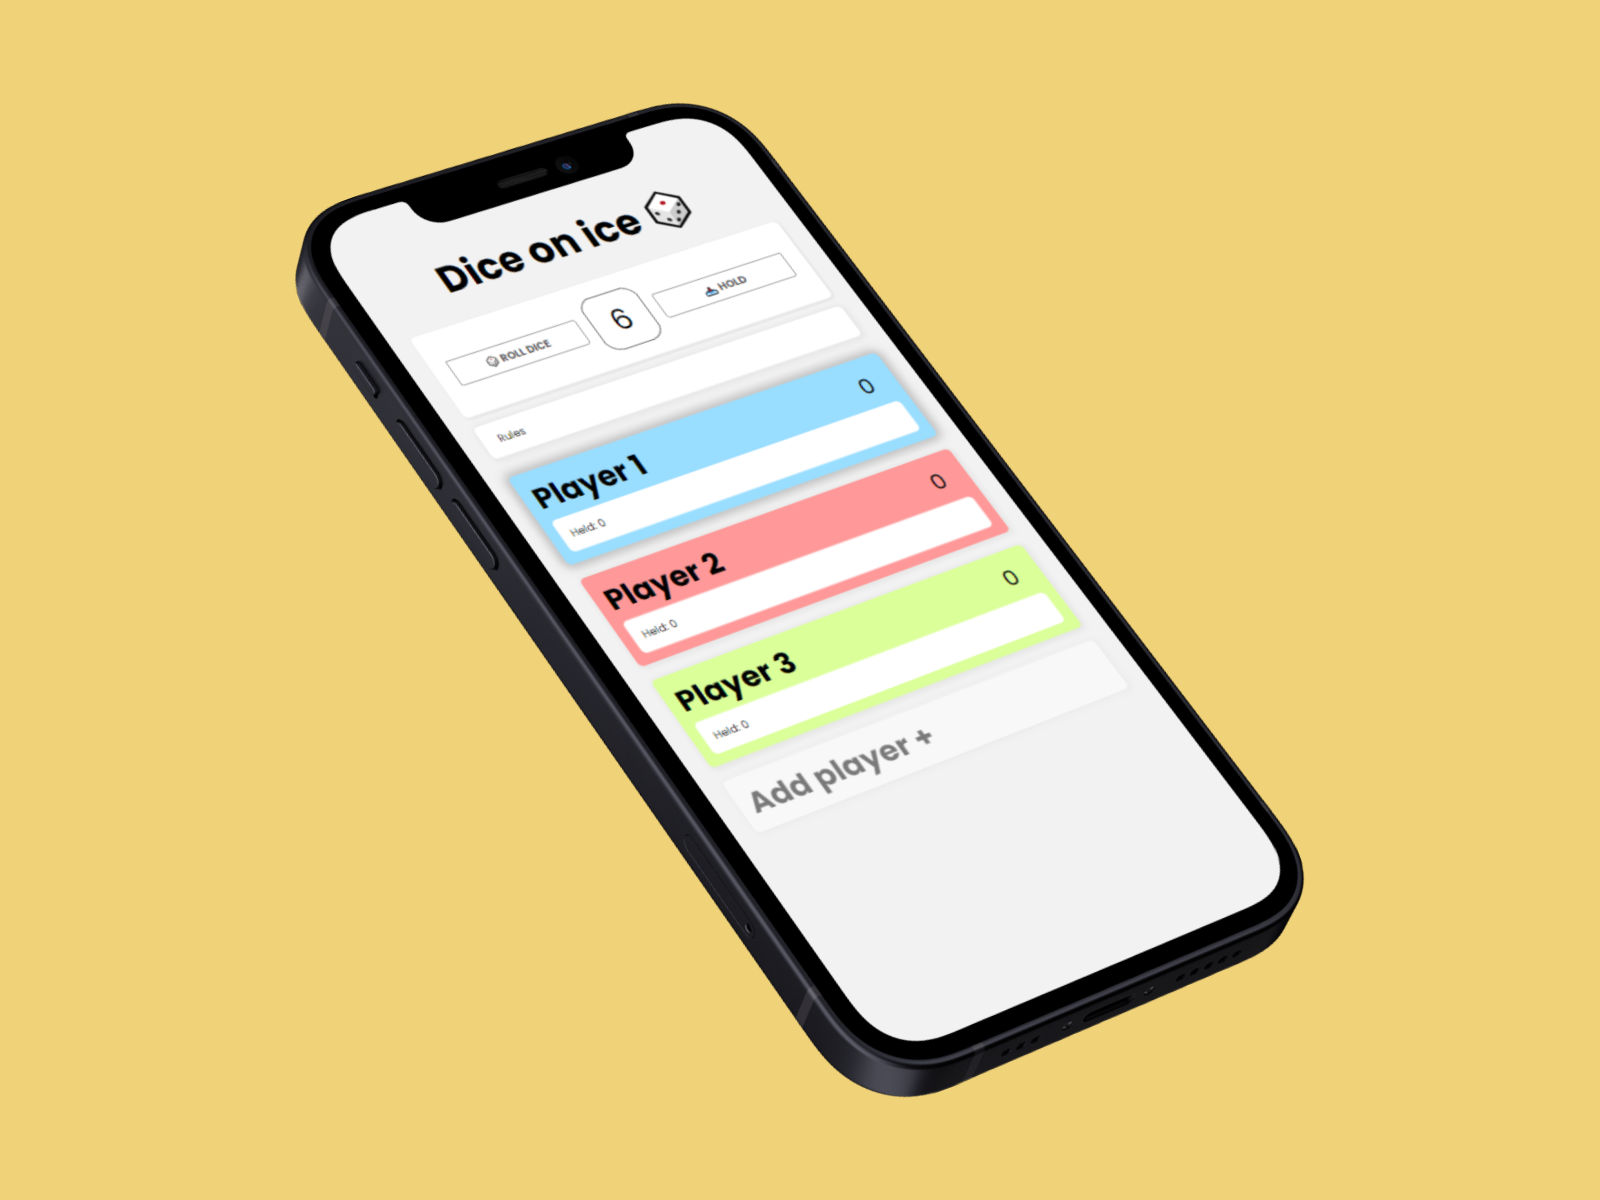 Dice on ice
ROLL DICE
6
HOLD
Rules
Player 1
0
Held: 0
Player 2
0
Held: 0
Player 3
0
Held: 0
Add player +